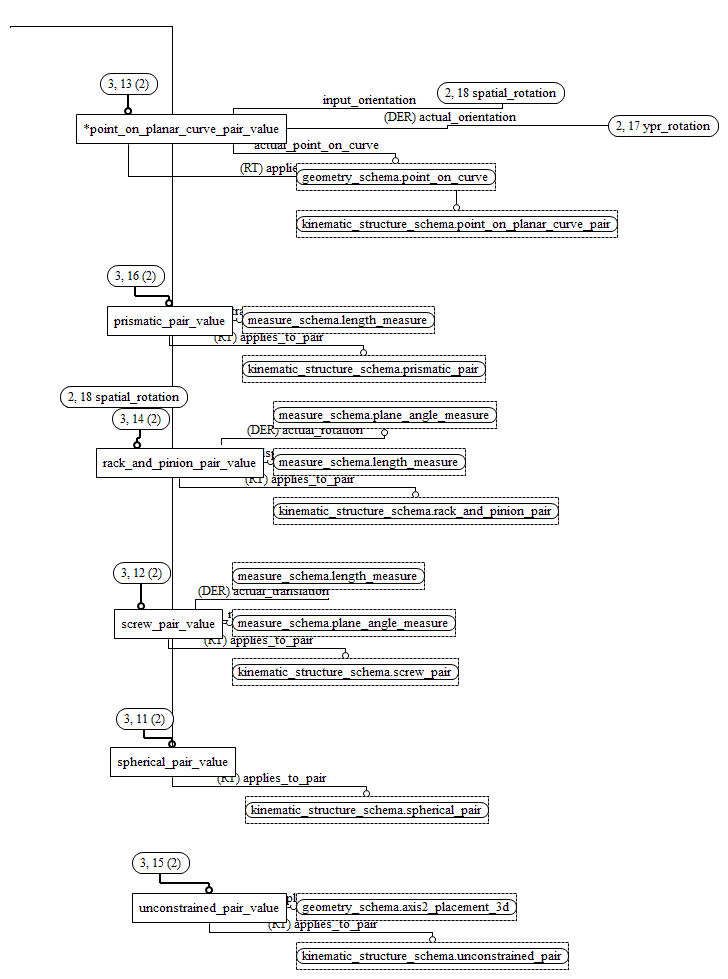 3, 13 (2)
2, 18 spatial_rotation
input_orientation
(DER) actual_orientation
2, 17 ypr_rotation
*point_on_planar_curve_pair_value
actual_point_on_curve
(RT)
geometry_schema.point_on_curve
kinematic_structure_schema.point_on_planar_curve_pair
3, 16 (2)
prismatic_pair_value
measure_schema.length_measure
(RT) applies_to_pair
kinematic_structure_schema.prismatic_pair
2, 18 spatial_rotation
3, 14 (2)
measure_schema.plane_angle_measure
(DER) actual_rotation
rack_and_pinion_pair_value
measure_schema.length_measure
(RT) applies_to_pair
kinematic_structure_schema.rack_and_pinion_pair
3, 12 (2)
measure_schema.length_measure
(DER) actual_translation
screw_pair_value
measure_schema.plane_angle_measure
(RT) applies_to_pair
kinematic_structure_schema.screw_pair
3, 11 (2)
spherical_pair_value
(RT) applies_to_pair
kinematic_structure_schema.spherical_pair
3, 15 (2)
unconstrained_pair_value
geometry_schema.axis2_placement_3d
(RT) applies_to_pair
kinematic_structure_schema.unconstrained_pair